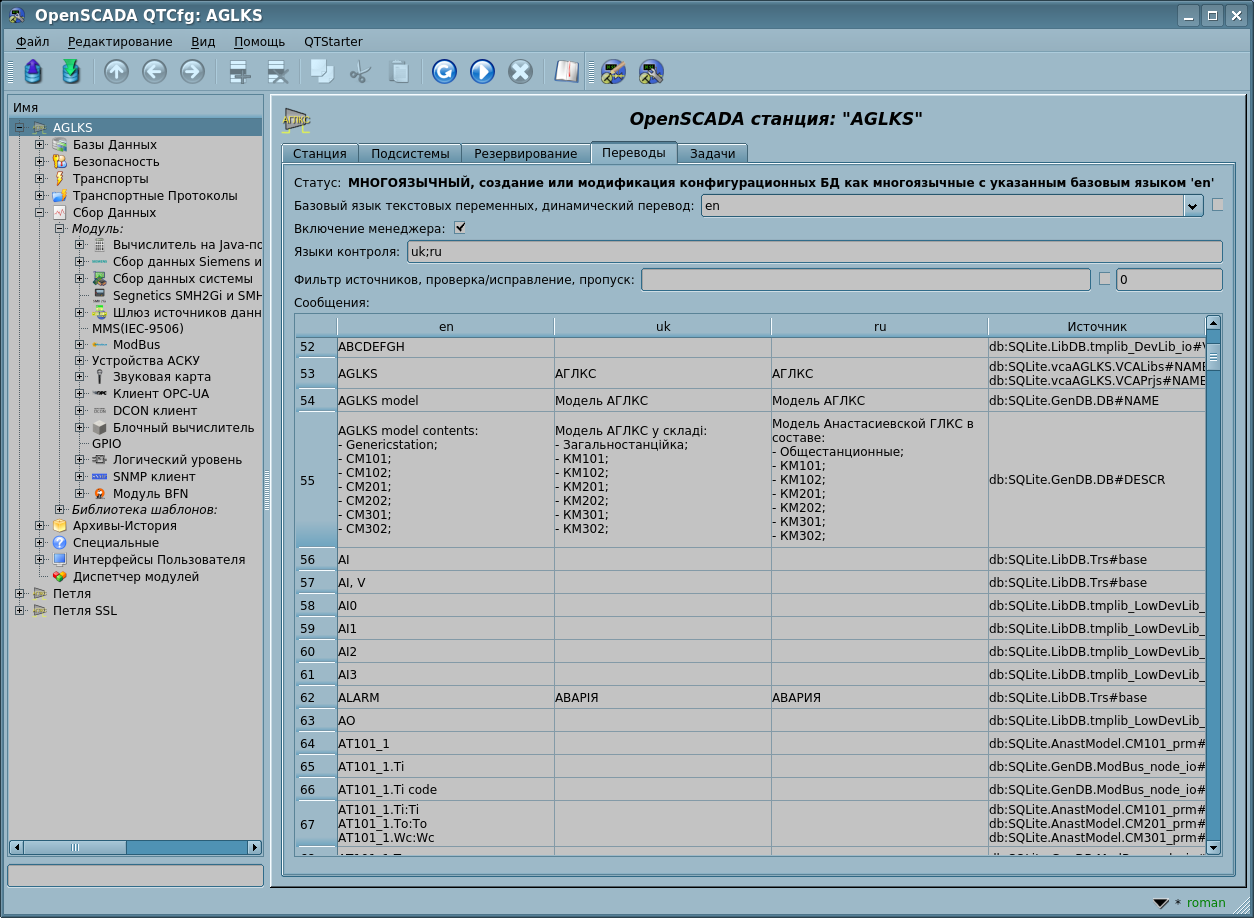 OpenSCADA QTCfg: AGLKS
Файл Редактирование Вид Помощь QTStarter
Имя
AGLKS
Базы Данных
Безопасность
Транспорты
Транспортные Протоколы
Сбор Данных
Модуль:
Вычислитель на Java-по
Сбор данных Siemens и
Сбор данных системы
Segnetics SMH2Gi и SMH
Шлюз источников данн
MMS(IEC-9506)
ModBus
Устройства АСКУ
Звуковая карта
Клиент OPC-UA
DCON клиент
Блочный вычислитель
GPIO
Логический уровень
SNMP клиент
Модуль BFN
Библиотека шаблонов:
Архивы-История
Специальные
Интерфейсы Пользователя
Диспетчер модулей
Петля
Петля SSL
АГЛКС
OpenSCADA станция: "AGLKS"
Станция Подсистемы Резервирование Переводы Задачи
Статус: МНОГОЯЗЫЧНЫЙ, создание или модификация конфигурационных БД как многоязычные с указанным базовым языком 'en'
Базовый язык текстовых переменных, динамический перевод: en
Включение менеджера:
Языки контроля: uk;ru
Фильтр источников, проверка/исправление, пропуск: 0
Сообщения:
en uk ru Источник
52 ABCDEFGH db:SQLite.LibDB.tmplib_DevLib_io#
53 AGLKS АГЛКС АГЛКС db:SQLite.vcaAGLKS.VCALibs#NAME
db:SQLite.vcaAGLKS.VCAPrjs#NAME
54 AGLKS model Модель АГЛКС Модель АГЛКС db:SQLite.GenDB.DB#NAME
55
AGLKS model contents:
- Genericstation;
- CM101;
- CM102;
- CM201;
- CM202;
- CM301;
- CM302;
Модель АГЛКС у складі:
- Загальностанційка;
- КМ101;
- КМ102;
- КМ201;
- КМ202;
- КМ301;
- КМ302;
Модель Анастасиевской ГЛКС в
составе:
- Общестанционные;
- КМ101;
- КМ102;
- КМ201;
- КМ202;
- КМ301;
- КМ302;
db:SQLite.GenDB.DB#DESCR
56 AI db:SQLite.LibDB.Trs#base
57 AI, V db:SQLite.LibDB.Trs#base
58 AI0 db:SQLite.LibDB.tmplib_LowDevLib_
59 AI1 db:SQLite.LibDB.tmplib_LowDevLib_
60 AI2 db:SQLite.LibDB.tmplib_LowDevLib_
61 AI3 db:SQLite.LibDB.tmplib_LowDevLib_
62 ALARM АВАРІЯ АВАРИЯ db:SQLite.LibDB.Trs#base
63 AO db:SQLite.LibDB.tmplib_LowDevLib_
64 AT101_1 db:SQLite.AnastModel.CM101_prm#
65 AT101_1.Ti db:SQLite.GenDB.ModBus_node_io#
66 AT101_1.Ti code db:SQLite.GenDB.ModBus_node_io#
67
AT101_1.Ti:Ti
AT101_1.To:To
AT101_1.Wc:Wc
db:SQLite.AnastModel.CM101_prm#
db:SQLite.AnastModel.CM201_prm#
db:SQLite.AnastModel.CM301_prm#
* roman